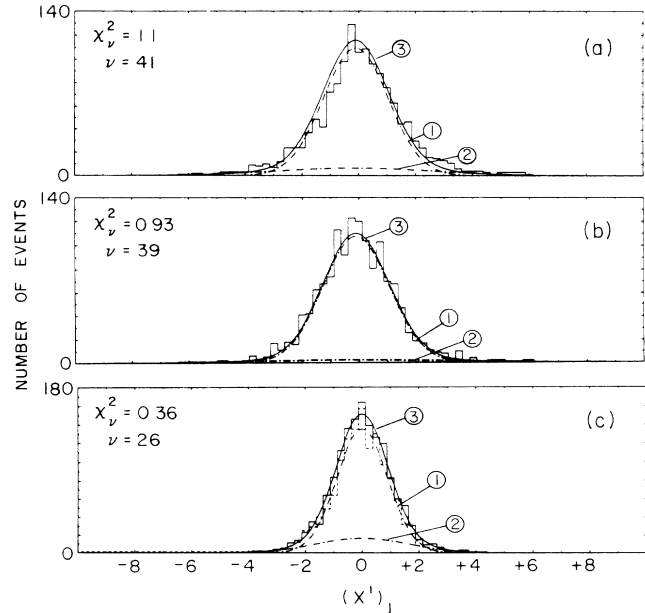 140
χ²ν = 1 1
ν = 41
(a)
③
①
②
0
140
χ²ν = 0 93
ν = 39
(b)
③
①
②
0
180
χ²ν = 0 36
ν = 26
(c)
③
①
②
0
-8 -6 -4 -2 0 +2 +4 +6 +8
(X')J
NUMBER OF EVENTS